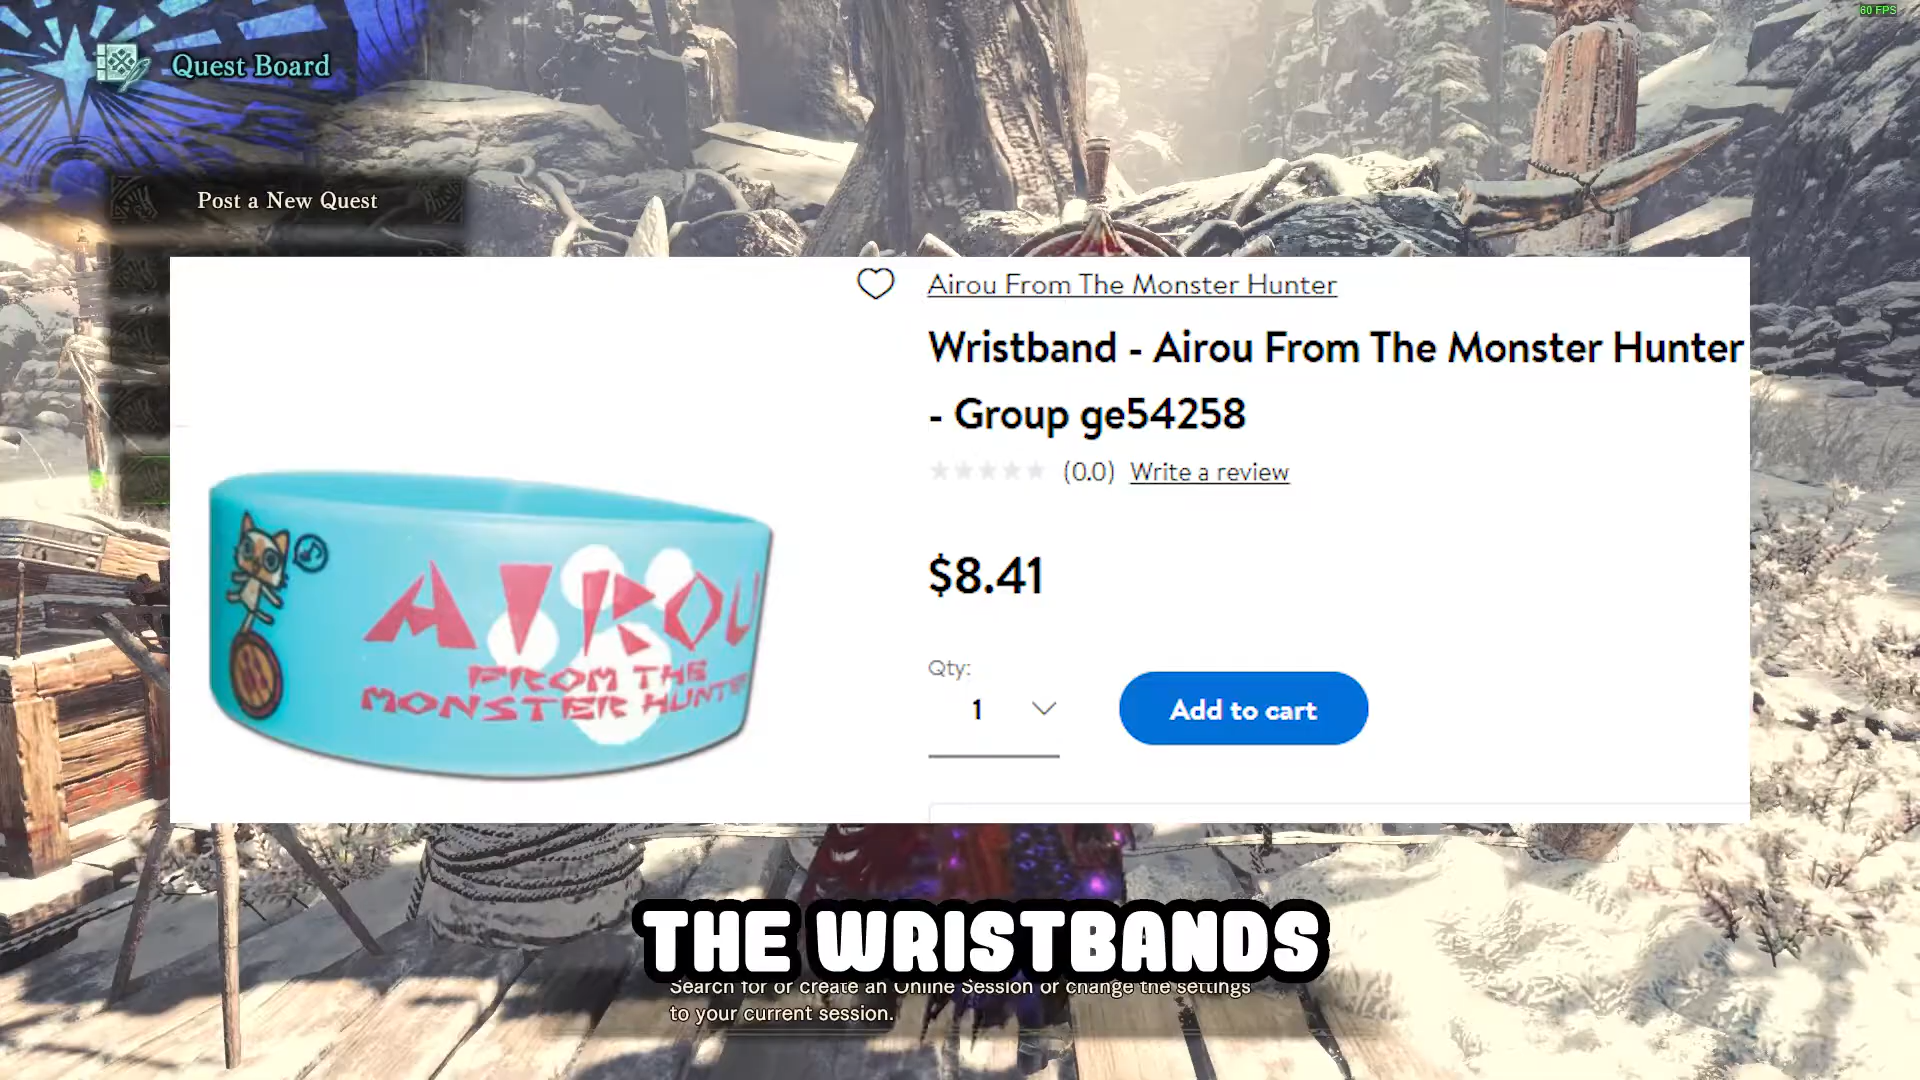 60 FPS
Quest Board
Post a New Quest
Airou From The Monster Hunter
Wristband - Airou From The Monster Hunter
- Group ge54258
(0.0) Write a review
$8.41
Qty:
1
Add to cart
AIROU
FROM THE
MONSTER HUNTE
THE WRISTBANDS
Search for or create an Online Session or change the settings
to your current session.